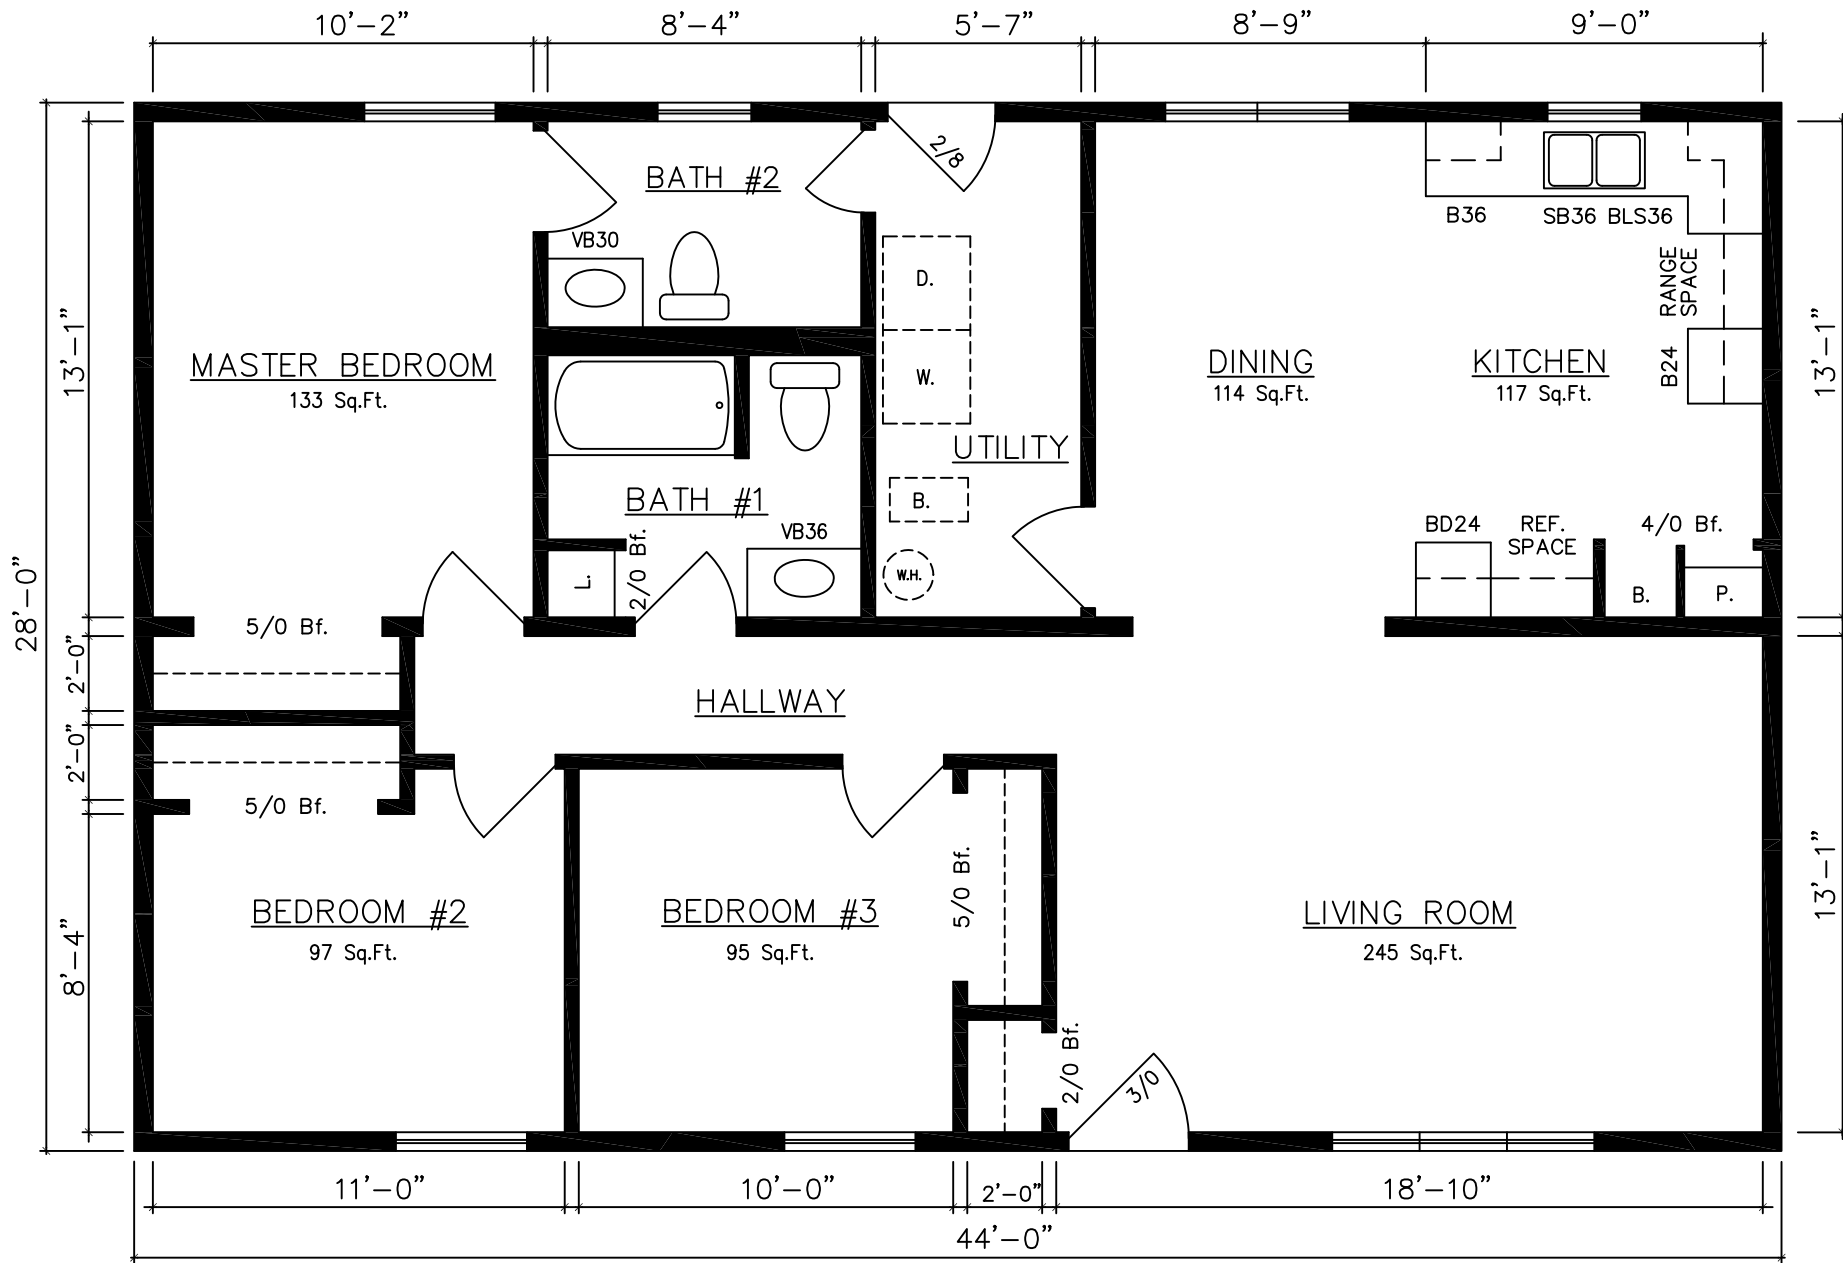 10'-2"
8'-4"
5'-7"
8'-9"
9'-0"
2/8
BATH #2
VB30
B36
SB36 BLS36
D.
RANGE
SPACE
13'-1"
13'-1"
MASTER BEDROOM
133 Sq.Ft.
W.
DINING
114 Sq.Ft.
KITCHEN
117 Sq.Ft.
B24
UTILITY
BATH #1
B.
VB36
BD24
REF.
SPACE
4/0 Bf.
28'-0"
L.
2/0 Bf.
W.H.
B.
P.
5/0 Bf.
2'-0"
HALLWAY
2'-0"
5/0 Bf.
BEDROOM #2
97 Sq.Ft.
BEDROOM #3
95 Sq.Ft.
5/0 Bf.
LIVING ROOM
245 Sq.Ft.
13'-1"
8'-4"
2/0 Bf.
3/0
11'-0"
10'-0"
2'-0"
18'-10"
44'-0"